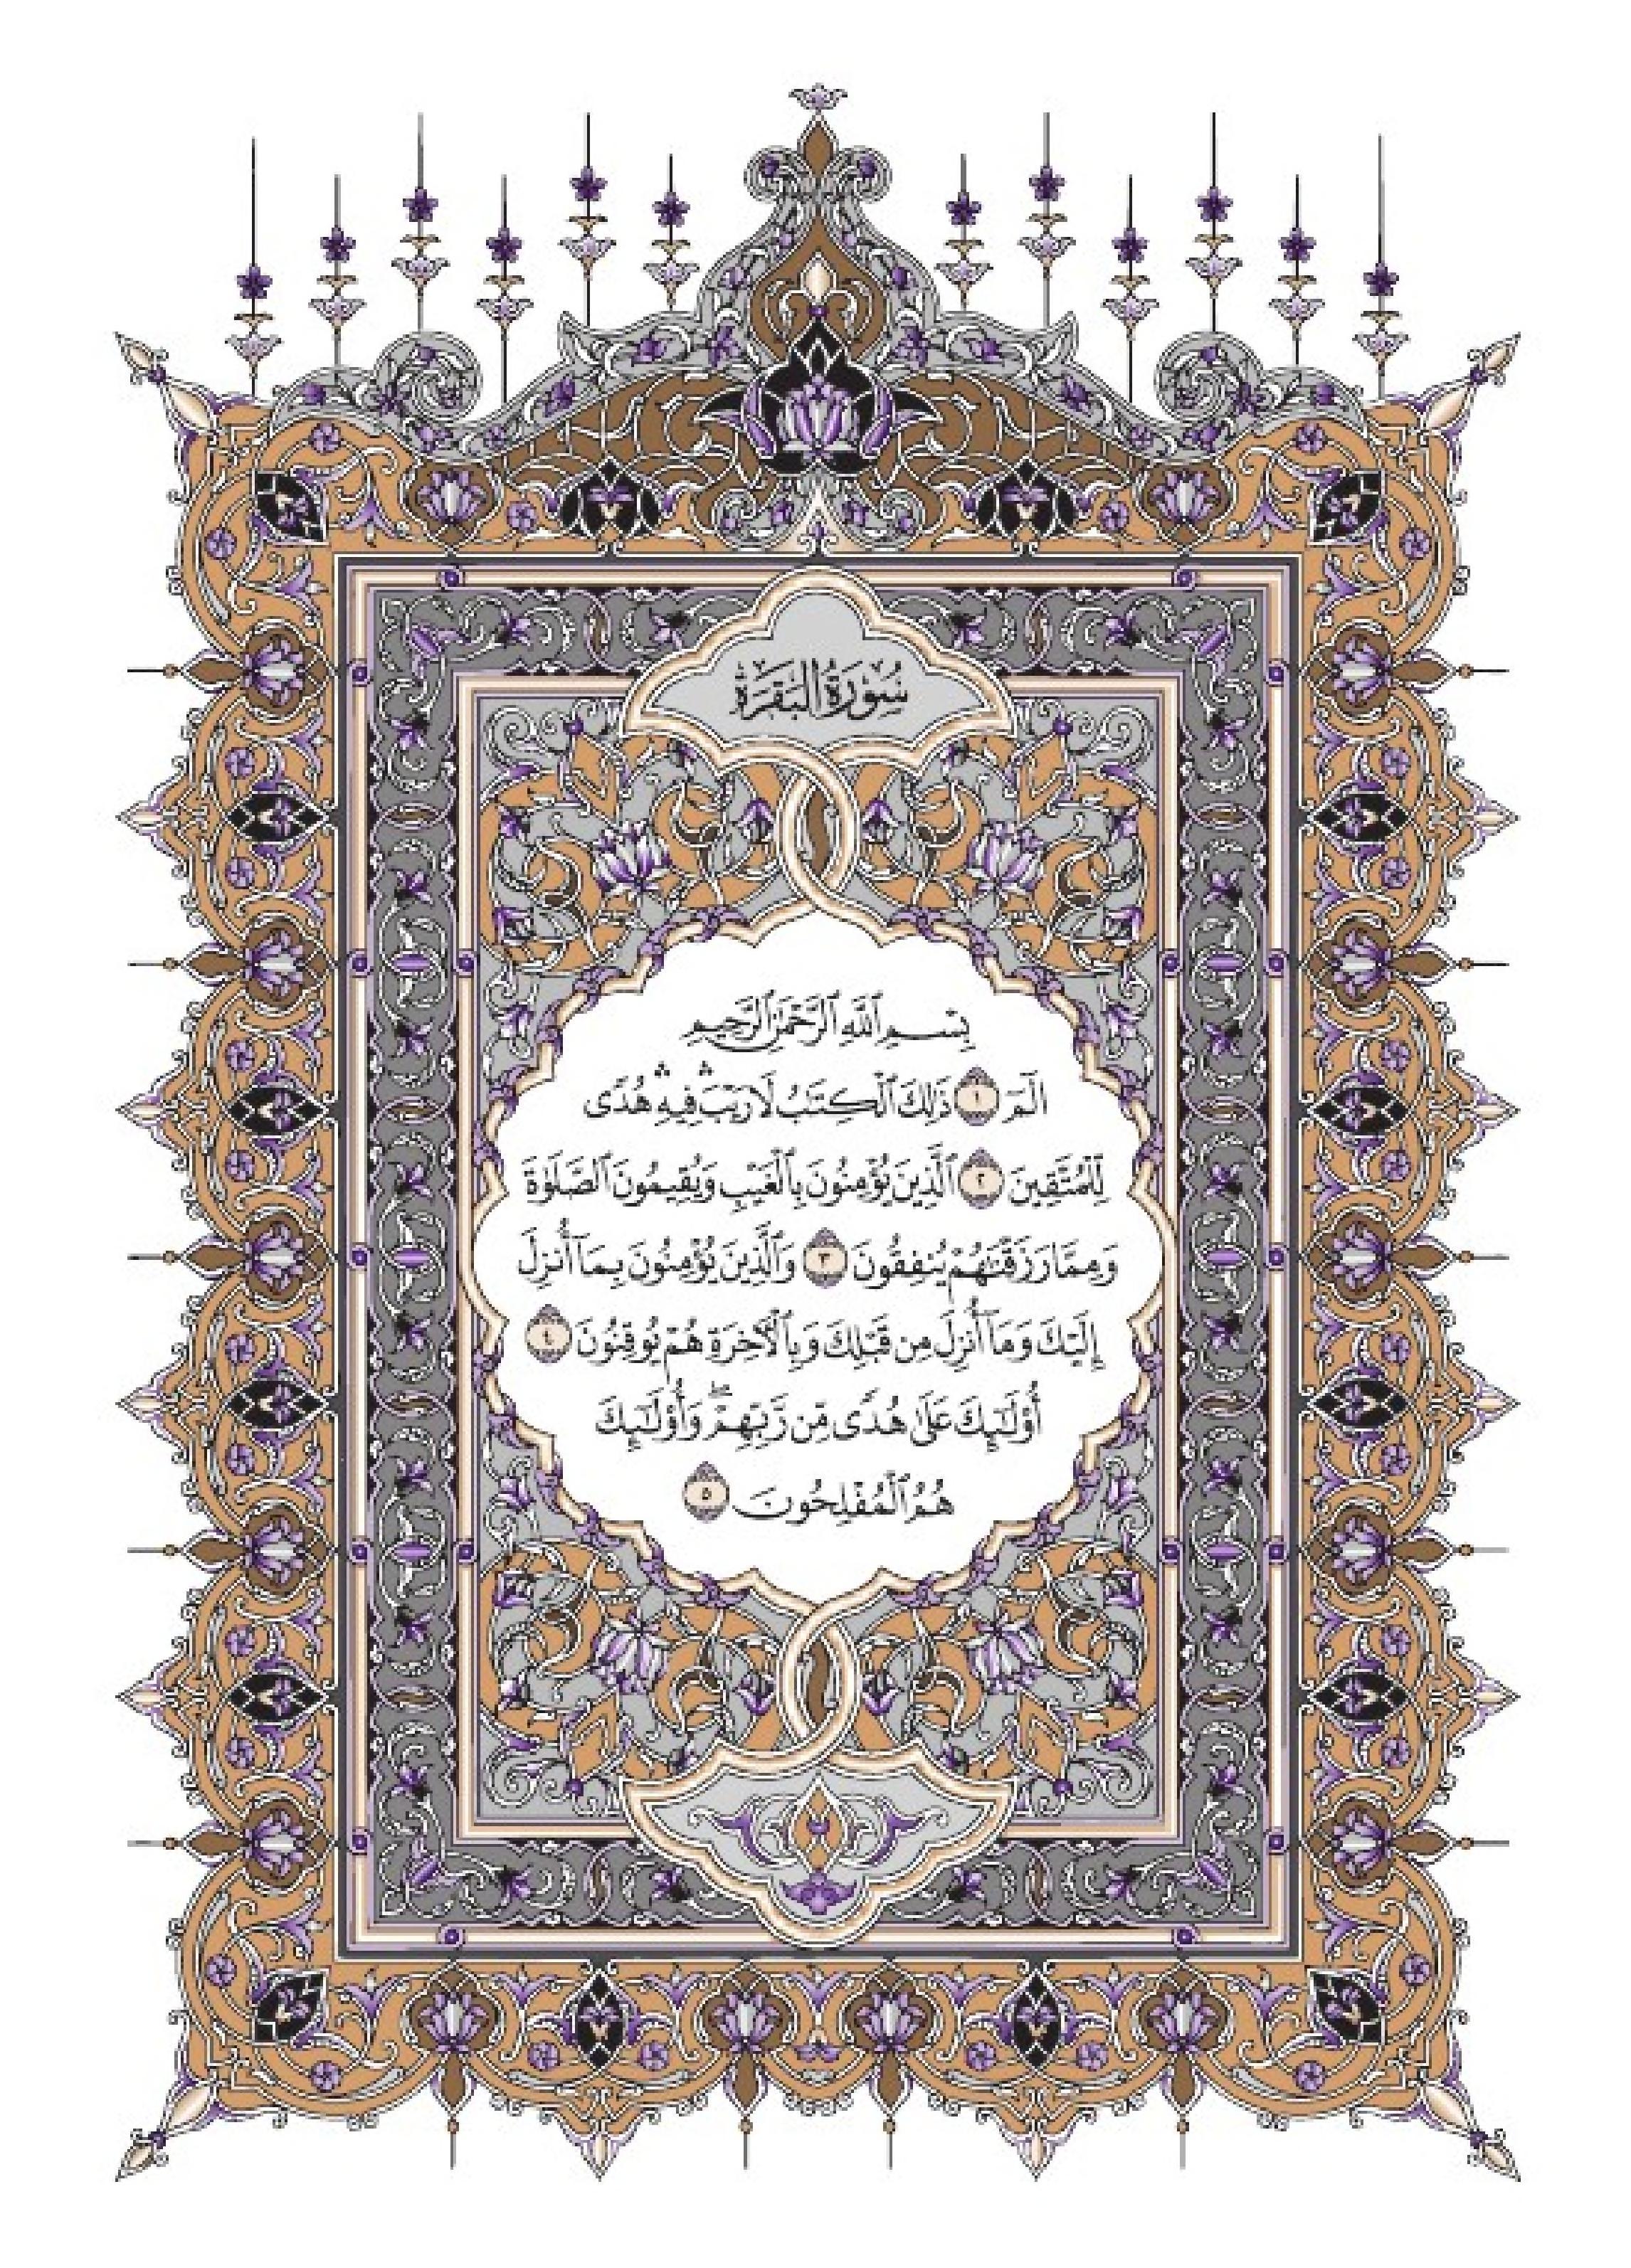 سُورَةُ البَقَرَةِ
بِسْمِ ٱللَّهِ ٱلرَّحْمَٰنِ ٱلرَّحِيمِ
الٓمٓ ١ ذَٰلِكَ ٱلْكِتَٰبُ لَا رَيْبَ ۛ فِيهِ ۛ هُدًى
لِّلْمُتَّقِينَ ٢ ٱلَّذِينَ يُؤْمِنُونَ بِٱلْغَيْبِ وَيُقِيمُونَ ٱلصَّلَوٰةَ
وَمِمَّا رَزَقْنَٰهُمْ يُنفِقُونَ ٣ وَٱلَّذِينَ يُؤْمِنُونَ بِمَآ أُنزِلَ
إِلَيْكَ وَمَآ أُنزِلَ مِن قَبْلِكَ وَبِٱلْءَاخِرَةِ هُمْ يُوقِنُونَ ٤
أُو۟لَٰٓئِكَ عَلَىٰ هُدًى مِّن رَّبِّهِمْ ۖ وَأُو۟لَٰٓئِكَ
هُمُ ٱلْمُفْلِحُونَ ٥